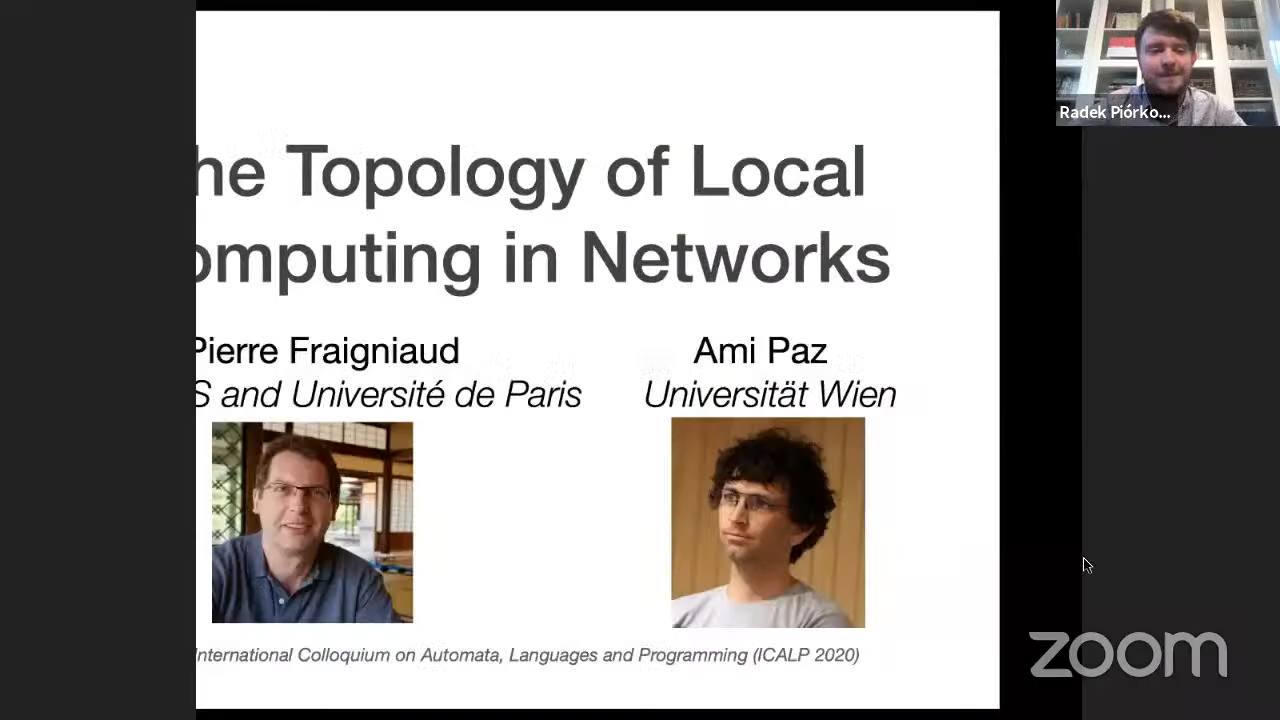 he Topology of Local
omputing in Networks
Pierre Fraigniaud
Ami Paz
S and Université de Paris
Universität Wien
International Colloquium on Automata, Languages and Programming (ICALP 2020)
Radek Piórko...
zoom